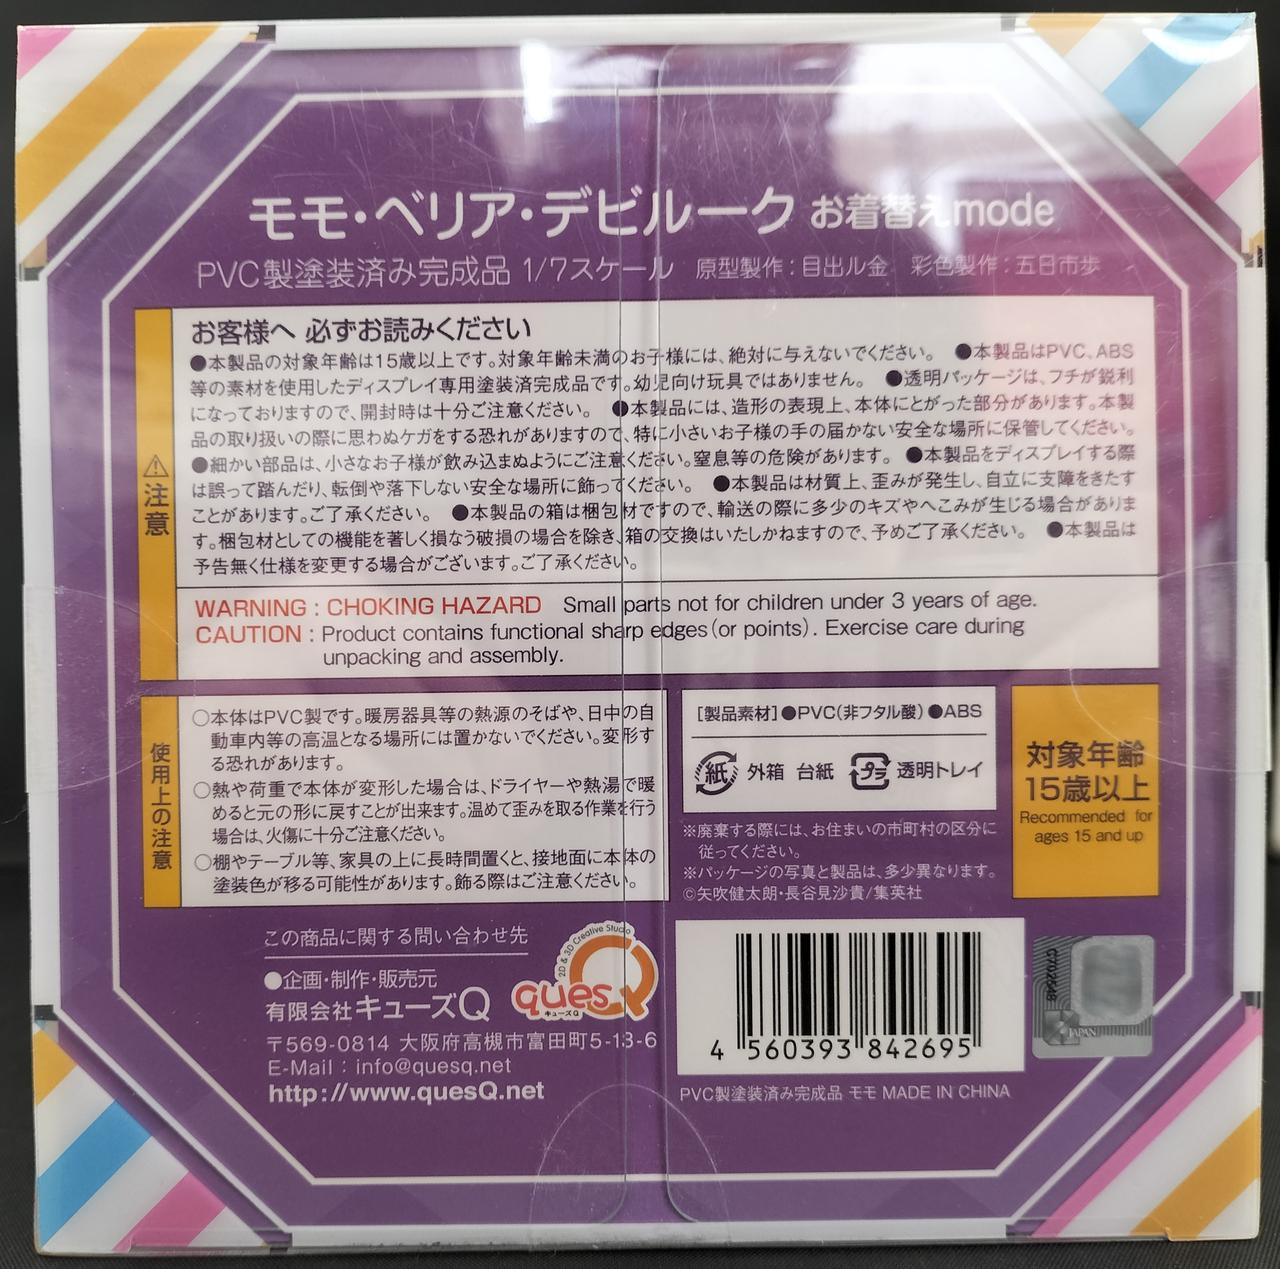 モモ・ベリア・デビルーク お着替えmode
PVC製塗装済み完成品 1/7スケール 原型製作：目出ル金 彩色製作：五日市歩
お客様へ 必ずお読みください
●本製品の対象年齢は15歳以上です。対象年齢未満のお子様には、絶対に与えないでください。 ●本製品はPVC、ABS
等の素材を使用したディスプレイ専用塗装済完成品です。幼児向け玩具ではありません。 ●透明パッケージは、フチが鋭利
になっておりますので、開封時は十分ご注意ください。 ●本製品には、造形の表現上、本体にとがった部分があります。本製
品の取り扱いの際に思わぬケガをする恐れがありますので、特に小さいお子様の手の届かない安全な場所に保管してください。
●細かい部品は、小さなお子様が飲み込まぬようにご注意ください。窒息等の危険があります。 ●本製品をディスプレイする際
は誤って踏んだり、転倒や落下しない安全な場所に飾ってください。 ●本製品は材質上、歪みが発生し、自立に支障をきたす
ことがあります。ご了承ください。 ●本製品の箱は梱包材ですので、輸送の際に多少のキズやへこみが生じる場合がありま
す。梱包材としての機能を著しく損なう破損の場合を除き、箱の交換はいたしかねますので、予めご了承ください。 ●本製品は
予告無く仕様を変更する場合がございます。ご了承ください。
⚠注意
WARNING : CHOKING HAZARD Small parts not for children under 3 years of age.
CAUTION : Product contains functional sharp edges(or points). Exercise care during
unpacking and assembly.
使用上の注意
○本体はPVC製です。暖房器具等の熱源のそばや、日中の自
動車内等の高温となる場所には置かないでください。変形す
る恐れがあります。
○熱や荷重で本体が変形した場合は、ドライヤーや熱湯で暖
めると元の形に戻すことが出来ます。温めて歪みを取る作業を行う
場合は、火傷に十分ご注意ください。
○棚やテーブル等、家具の上に長時間置くと、接地面に本体の
塗装色が移る可能性があります。飾る際はご注意ください。
[製品素材]●PVC(非フタル酸)●ABS
紙 外箱 台紙 プラ 透明トレイ
※廃棄する際には、お住まいの市町村の区分に
従ってください。
※パッケージの写真と製品は、多少異なります。
©矢吹健太朗・長谷見沙貴/集英社
対象年齢
15歳以上
Recommended for
ages 15 and up
この商品に関する問い合わせ先
●企画・制作・販売元
有限会社キューズQ
〒569-0814 大阪府高槻市富田町5-13-6
E-Mail : info@quesq.net
http://www.quesQ.net
2D & 3D Creative Studio
quesQ
キューズQ
4 560393 842695
PVC製塗装済み完成品 モモ MADE IN CHINA
JAPAN